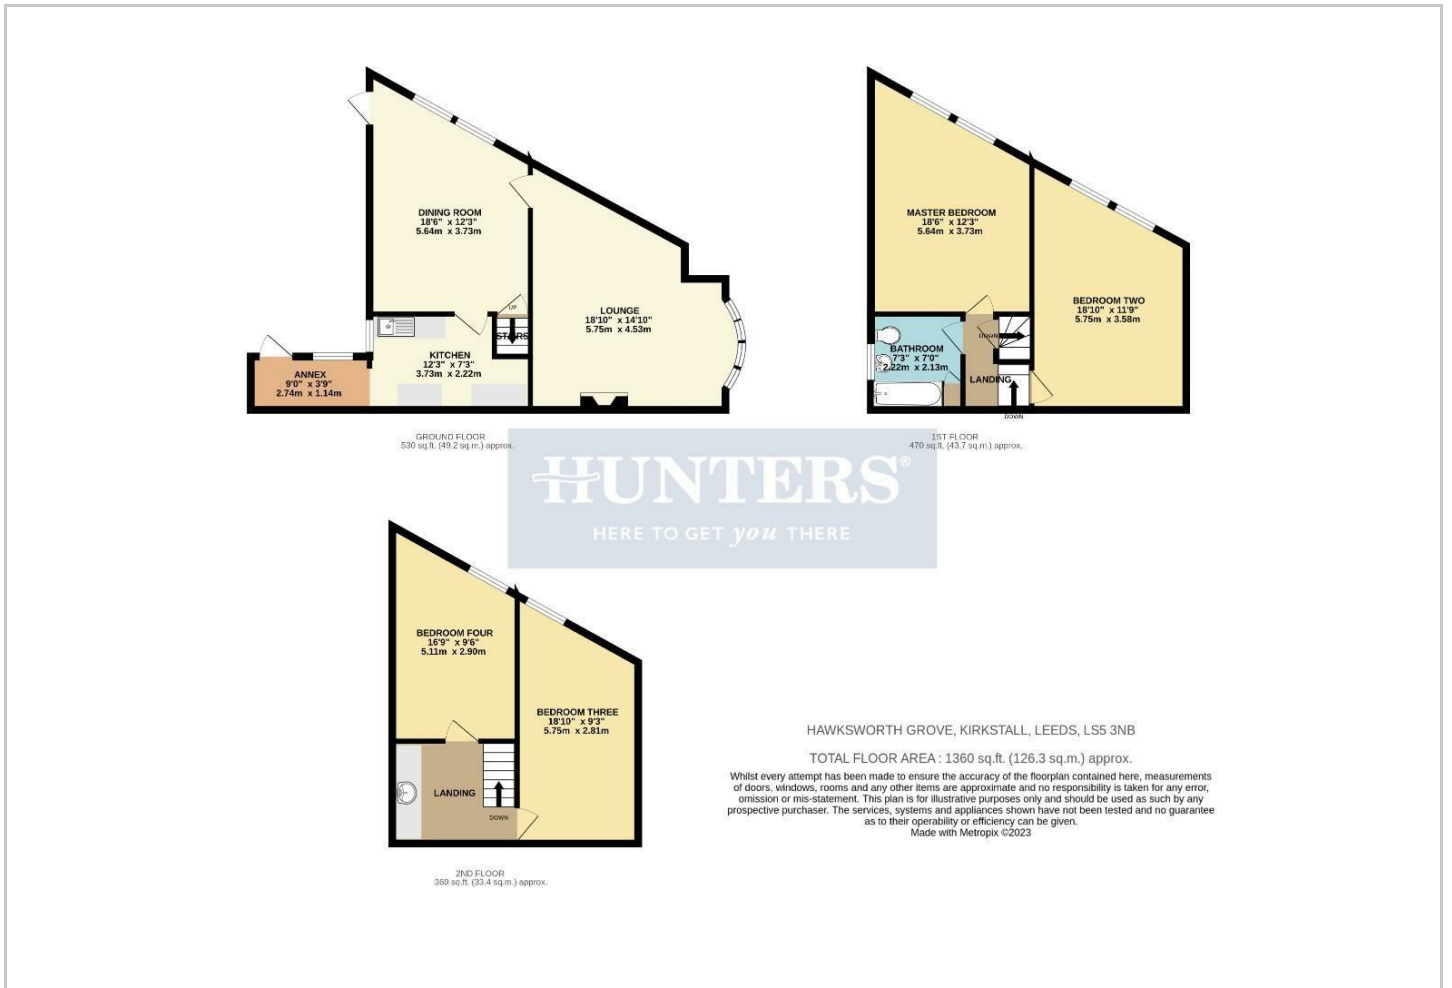 DINING ROOM
18'6" x 12'3"
5.64m x 3.73m
UP
STAIRS
LOUNGE
18'10" x 14'10"
5.75m x 4.53m
KITCHEN
12'3" x 7'3"
3.73m x 2.22m
ANNEX
9'0" x 3'9"
2.74m x 1.14m
GROUND FLOOR
530 sq.ft. (49.2 sq.m.) approx.
MASTER BEDROOM
18'6" x 12'3"
5.64m x 3.73m
BEDROOM TWO
18'10" x 11'9"
5.75m x 3.58m
DOWN
BATHROOM
7'3" x 7'0"
2.22m x 2.13m
LANDING
DOWN
1ST FLOOR
470 sq.ft. (43.7 sq.m.) approx.
HUNTERS®
HERE TO GET you THERE
BEDROOM FOUR
16'9" x 9'6"
5.11m x 2.90m
BEDROOM THREE
18'10" x 9'3"
5.75m x 2.81m
LANDING
DOWN
2ND FLOOR
360 sq.ft. (33.4 sq.m.) approx.
HAWKSWORTH GROVE, KIRKSTALL, LEEDS, LS5 3NB
TOTAL FLOOR AREA : 1360 sq.ft. (126.3 sq.m.) approx.
Whilst every attempt has been made to ensure the accuracy of the floorplan contained here, measurements
of doors, windows, rooms and any other items are approximate and no responsibility is taken for any error,
omission or mis-statement. This plan is for illustrative purposes only and should be used as such by any
prospective purchaser. The services, systems and appliances shown have not been tested and no guarantee
as to their operability or efficiency can be given.
Made with Metropix ©2023